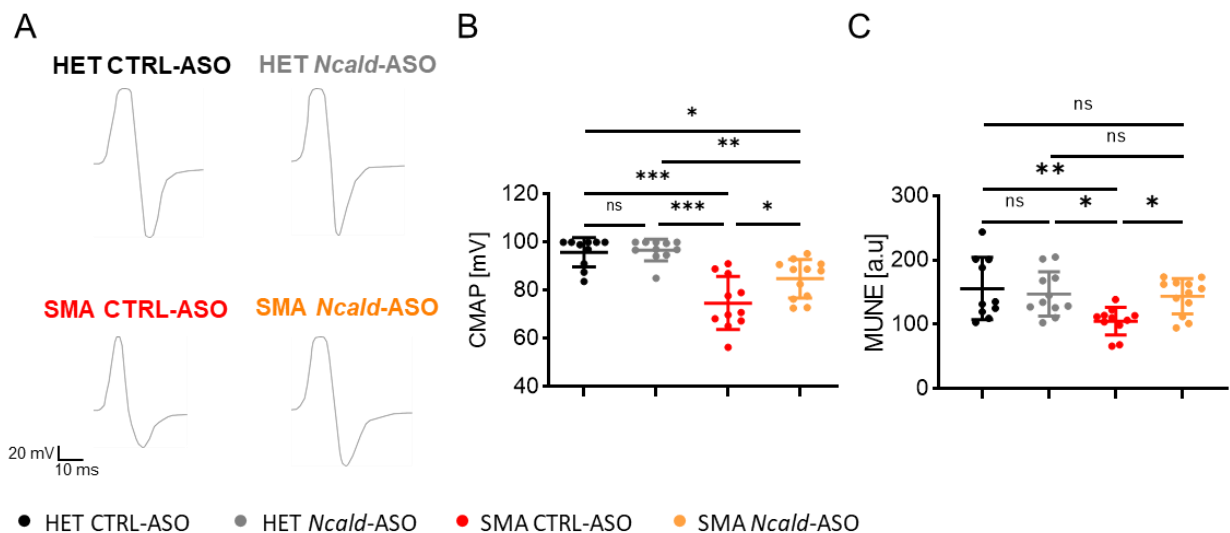 A
HET CTRL-ASO
HET Ncald-ASO
SMA CTRL-ASO
SMA Ncald-ASO
20 mV
10 ms
B
*
**
***
ns
***
*
120
100
80
60
40
CMAP [mV]
C
ns
ns
**
ns
*
*
300
200
100
0
MUNE [a.u]
HET CTRL-ASO
HET Ncald-ASO
SMA CTRL-ASO
SMA Ncald-ASO